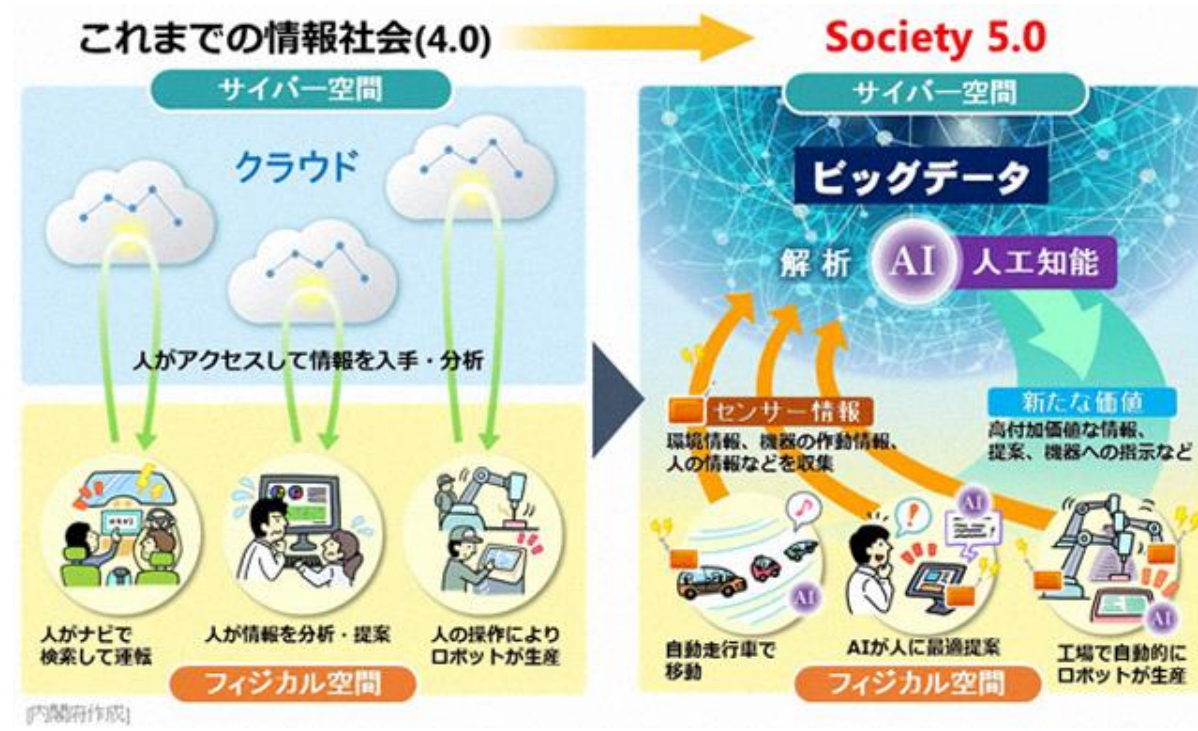 これまでの情報社会(4.0)
Society 5.0
サイバー空間
クラウド
人がアクセスして情報を入手・分析
人がナビで
検索して運転
人が情報を分析・提案
人の操作により
ロボットが生産
フィジカル空間
[内閣府作成]
サイバー空間
ビッグデータ
解析 AI 人工知能
センサー情報
環境情報、機器の作動情報、
人の情報などを収集
新たな価値
高付加価値な情報、
提案、機器への指示など
AI
AI
AI
自動走行車で
移動
AIが人に最適提案
工場で自動的に
ロボットが生産
フィジカル空間